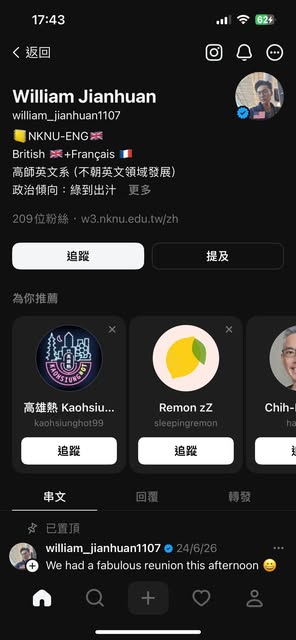 17:43
62
返回
William Jianhuan
william_jianhuan1107
📒NKNU-ENG🇬🇧
British 🇬🇧+Français 🇫🇷
高師英文系 (不朝英文領域發展)
政治傾向：綠到出汁 更多
209位粉絲 · w3.nknu.edu.tw/zh
追蹤
提及
為你推薦
高雄熱 Kaohsiu...
kaohsiunghot99
追蹤
Remon zZ
sleepingremon
追蹤
Chih-
ha
串文
回覆
轉發
已置頂
william_jianhuan1107 24/6/26
We had a fabulous reunion this afternoon 😀